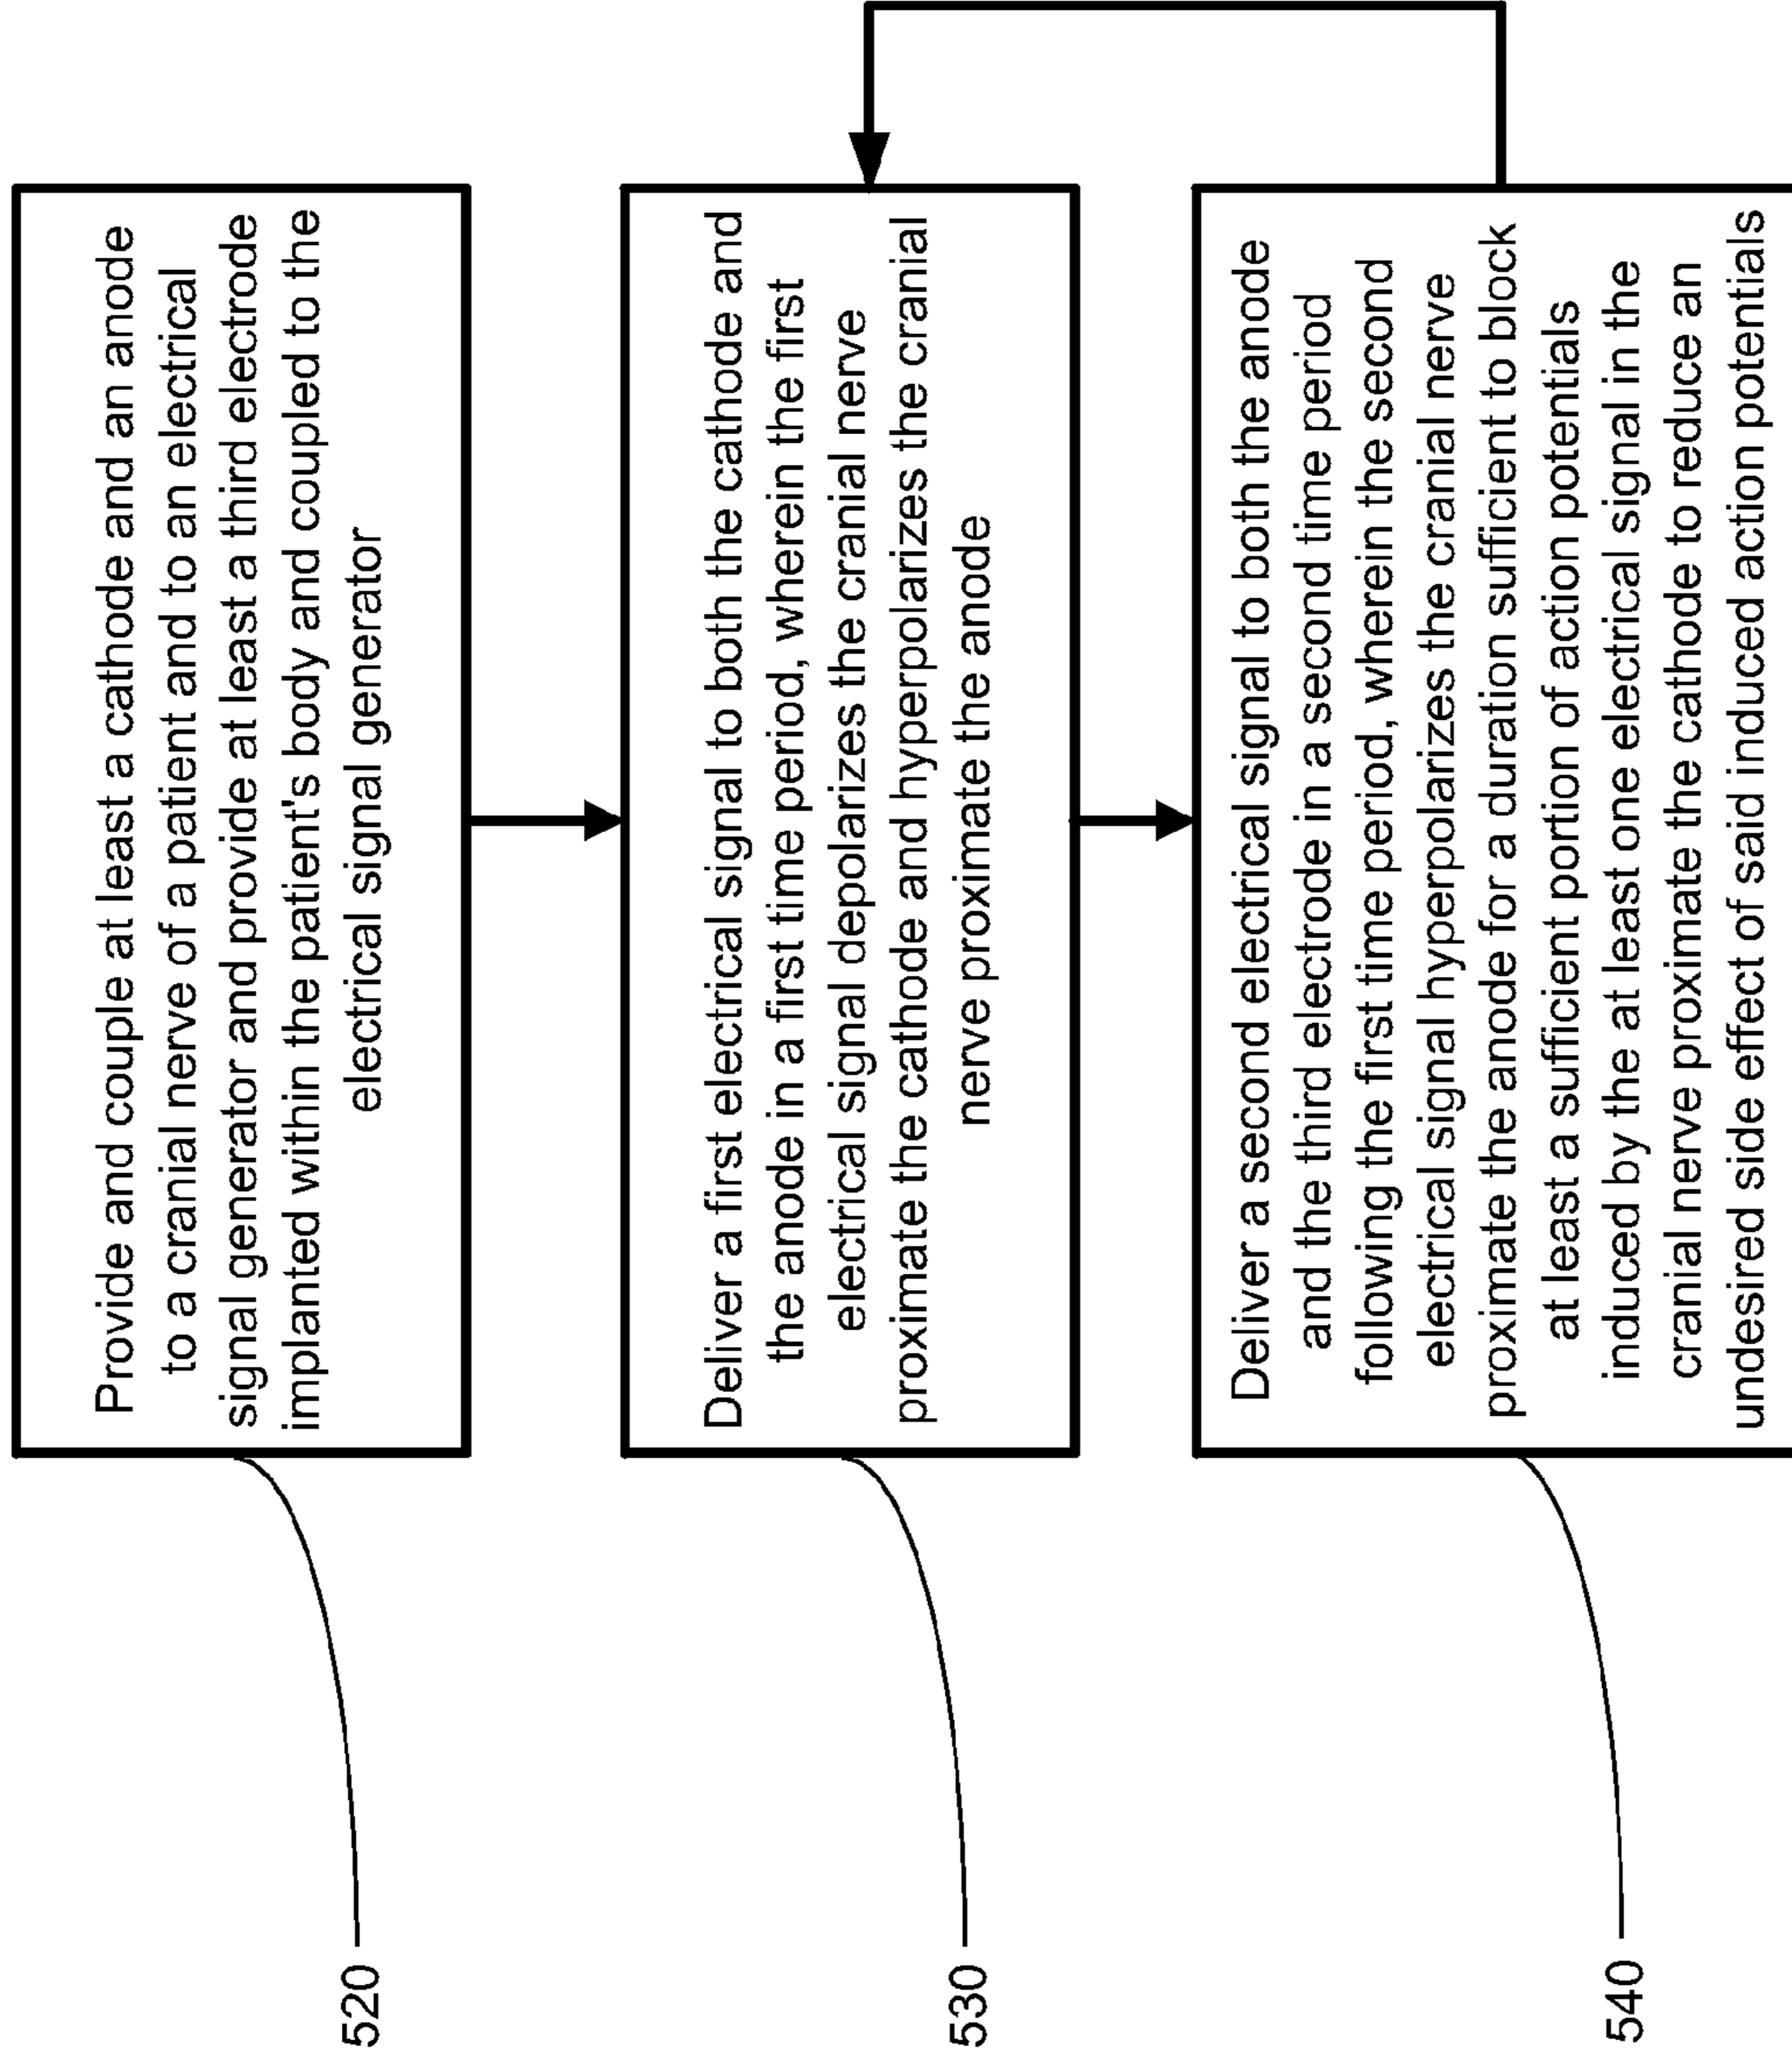 Provide and couple at least a cathode and an anode
to a cranial nerve of a patient and to an electrical
signal generator and provide at least a third electrode
implanted within the patient's body and coupled to the
electrical signal generator
520
Deliver a first electrical signal to both the cathode and
the anode in a first time period, wherein the first
electrical signal depolarizes the cranial nerve
proximate the cathode and hyperpolarizes the cranial
nerve proximate the anode
530
Deliver a second electrical signal to both the anode
and the third electrode in a second time period
following the first time period, wherein the second
electrical signal hyperpolarizes the cranial nerve
proximate the anode for a duration sufficient to block
at least a sufficient portion of action potentials
induced by the at least one electrical signal in the
cranial nerve proximate the cathode to reduce an
undesired side effect of said induced action potentials
540